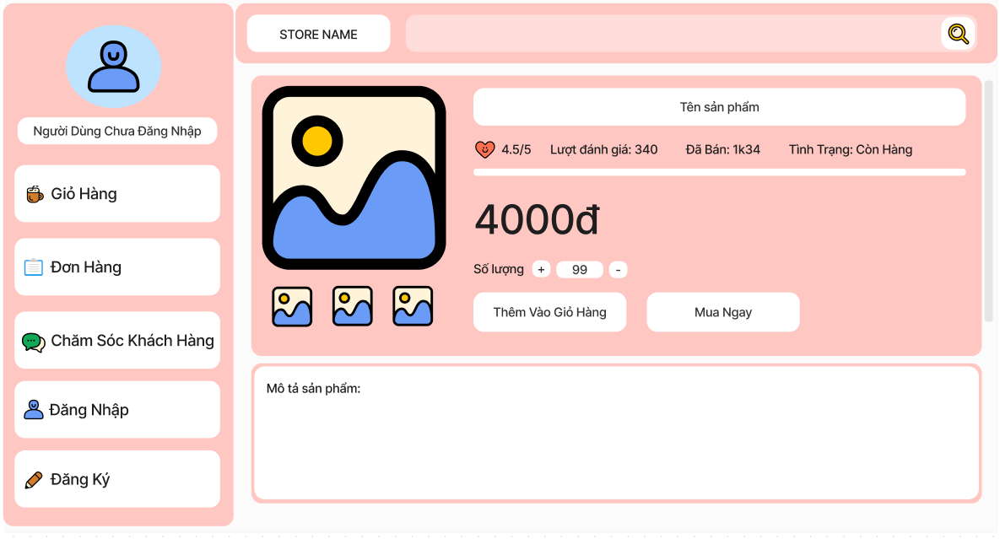 Người Dùng Chưa Đăng Nhập
Giỏ Hàng
Đơn Hàng
Chăm Sóc Khách Hàng
Đăng Nhập
Đăng Ký
STORE NAME
Tên sản phẩm
4.5/5 Lượt đánh giá: 340 Đã Bán: 1k34 Tình Trạng: Còn Hàng
4000đ
Số lượng + 99 -
Thêm Vào Giỏ Hàng Mua Ngay
Mô tả sản phẩm: